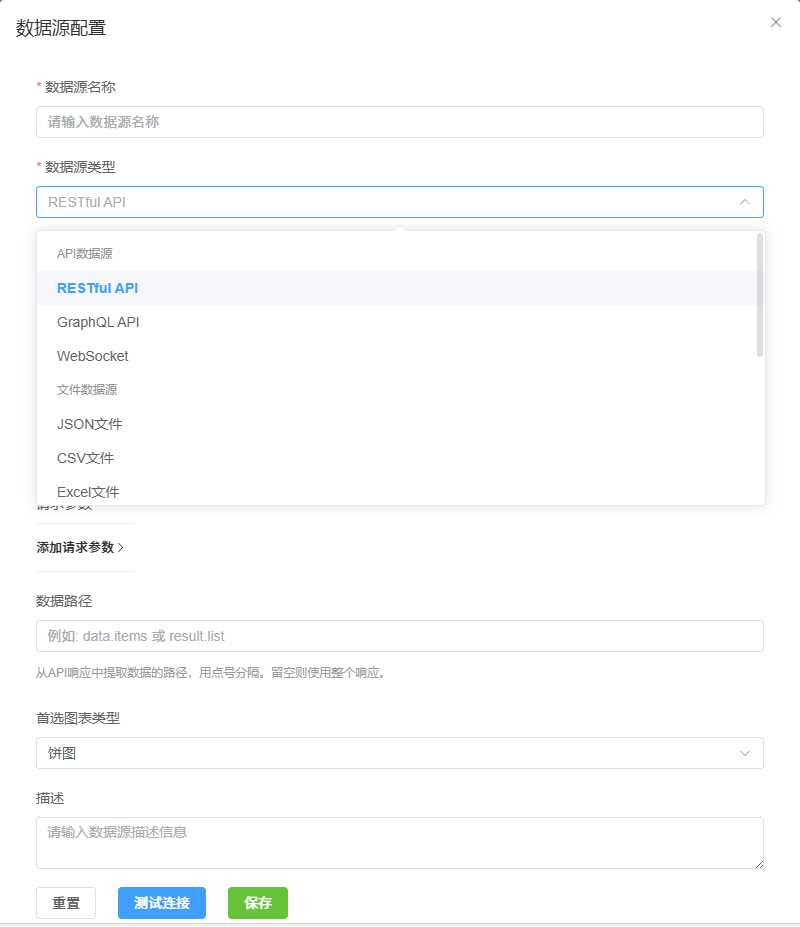 数据源配置
* 数据源名称
请输入数据源名称
* 数据源类型
RESTful API
API数据源
RESTful API
GraphQL API
WebSocket
文件数据源
JSON文件
CSV文件
Excel文件
请求参数
添加请求参数
数据路径
例如: data.items 或 result.list
从API响应中提取数据的路径，用点号分隔。留空则使用整个响应。
首选图表类型
饼图
描述
请输入数据源描述信息
重置 测试连接 保存